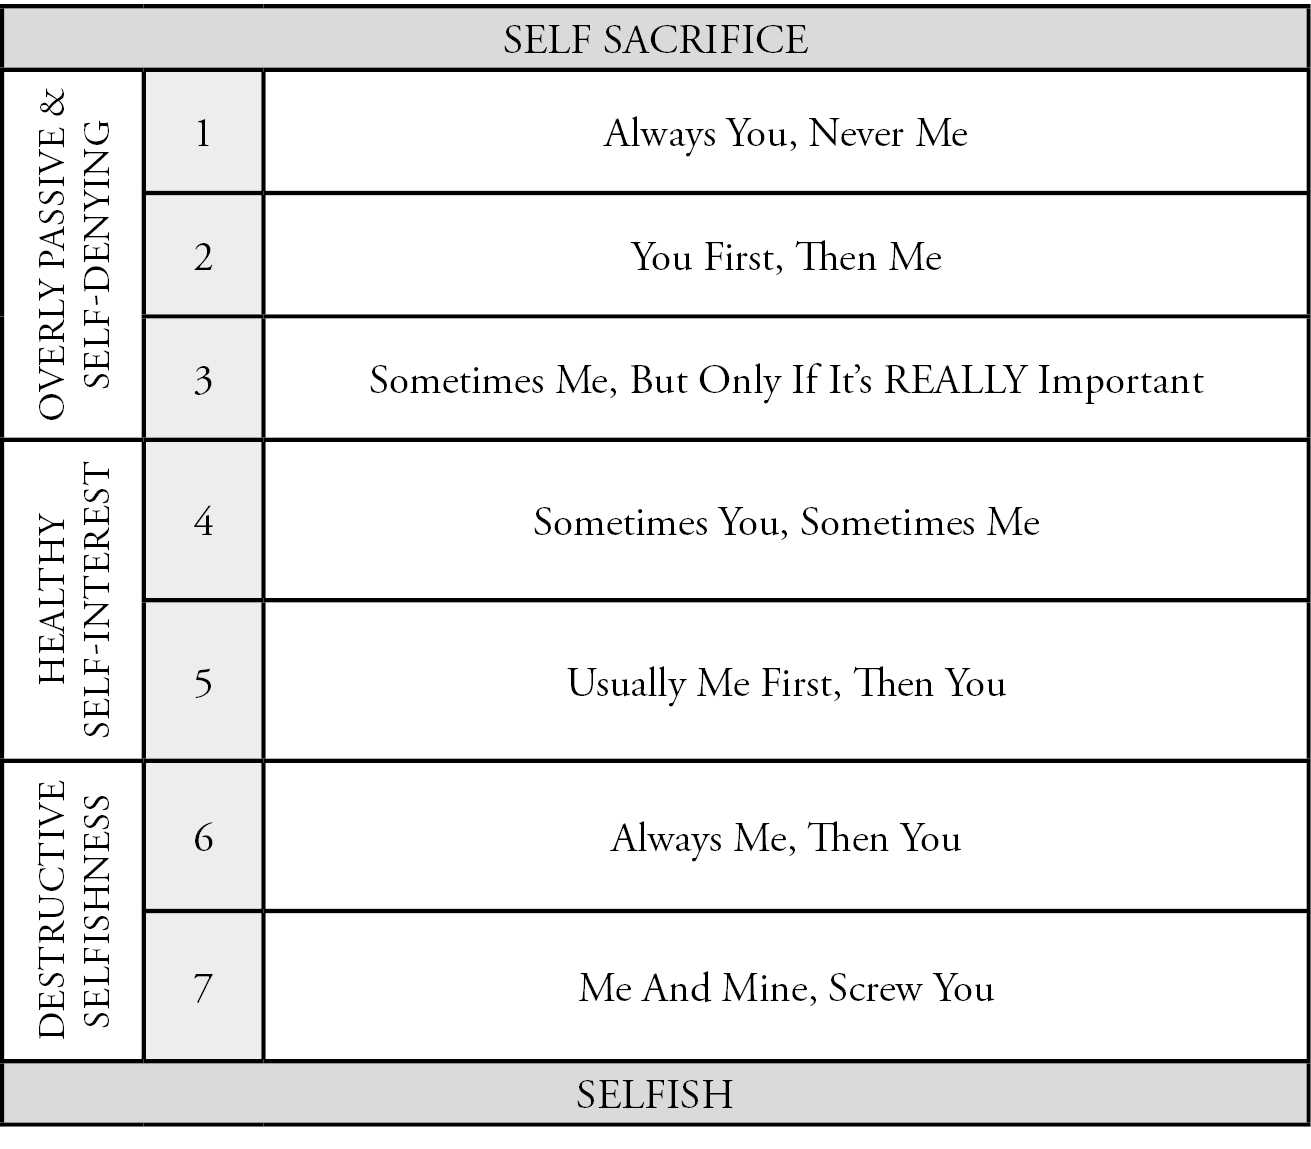 SELF SACRIFICE
OVERLY PASSIVE &
SELF-DENYING
1
Always You, Never Me
2
You First, Then Me
3
Sometimes Me, But Only If It’s REALLY Important
HEALTHY
SELF-INTEREST
4
Sometimes You, Sometimes Me
5
Usually Me First, Then You
DESTRUCTIVE
SELFISHNESS
6
Always Me, Then You
7
Me And Mine, Screw You
SELFISH